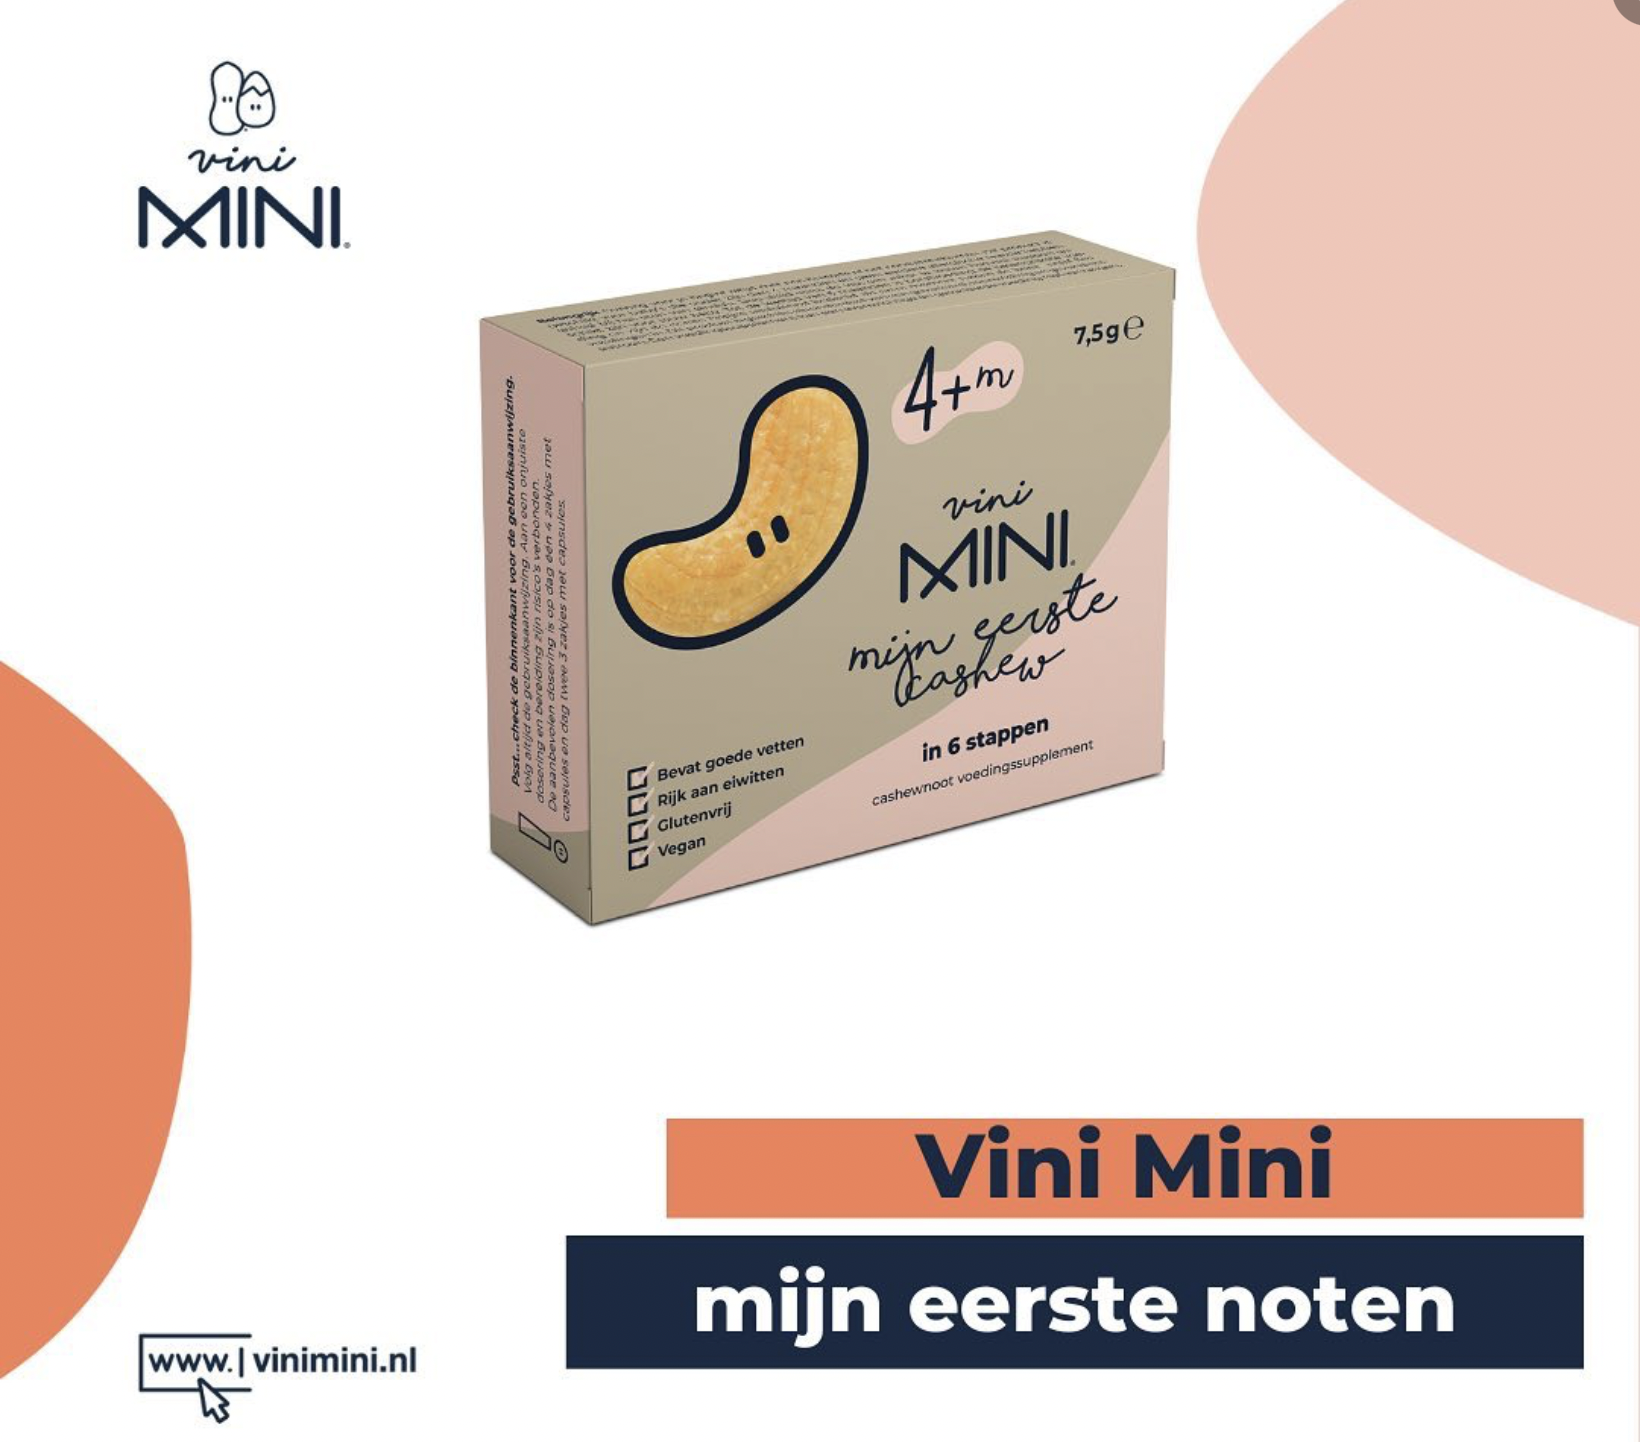 vini
MINI
7,5 g e
4+m
vini
MINI
mijn eerste
cashew
in 6 stappen
cashewnoot voedingssupplement
Bevat goede vetten
Rijk aan eiwitten
Glutenvrij
Vegan
Psst...check de binnenkant voor de gebruiksaanwijzing.
Volg altijd de gebruiksaanwijzing. Aan een onjuiste
dosering en bereiding zijn risico's verbonden.
De aanbevolen dosering is op dag één 4 zakjes met
capsules en dag twee 3 zakjes met capsules.
Vini Mini
mijn eerste noten
www.|vinimini.nl